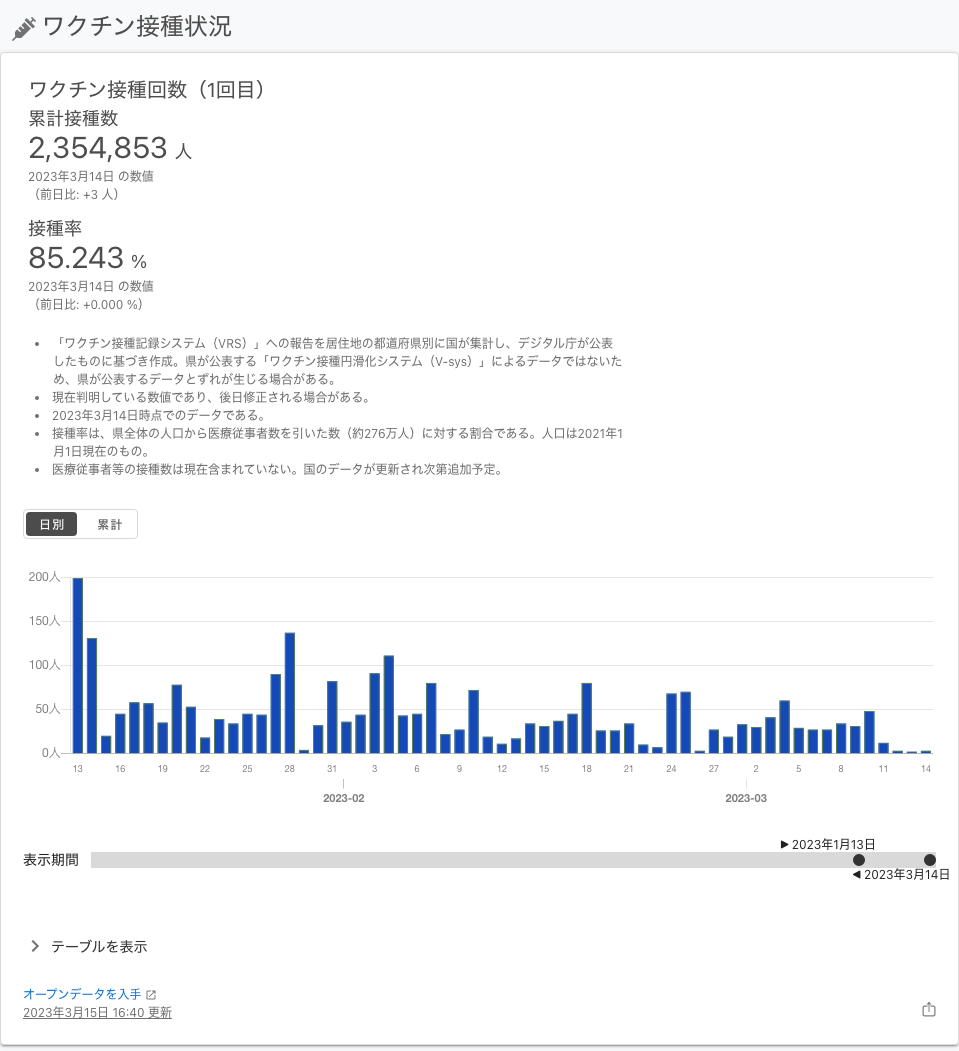 ワクチン接種状況
ワクチン接種回数（1回目）
累計接種数
2,354,853 人
2023年3月14日 の数値
（前日比: +3 人）
接種率
85.243 %
2023年3月14日 の数値
（前日比: +0.000 %）
• 「ワクチン接種記録システム（VRS）」への報告を居住地の都道府県別に国が集計し、デジタル庁が公表
したものに基づき作成。県が公表する「ワクチン接種円滑化システム（V-sys）」によるデータではないた
め、県が公表するデータとずれが生じる場合がある。
• 現在判明している数値であり、後日修正される場合がある。
• 2023年3月14日時点でのデータである。
• 接種率は、県全体の人口から医療従事者数を引いた数（約276万人）に対する割合である。人口は2021年1
月1日現在のもの。
• 医療従事者等の接種数は現在含まれていない。国のデータが更新され次第追加予定。
日別 累計
200人
150人
100人
50人
0人
13 16 19 22 25 28 31 3 6 9 12 15 18 21 24 27 2 5 8 11 14
2023-02 2023-03
▶ 2023年1月13日
表示期間
◀ 2023年3月14日
テーブルを表示
オープンデータを入手
2023年3月15日 16:40 更新